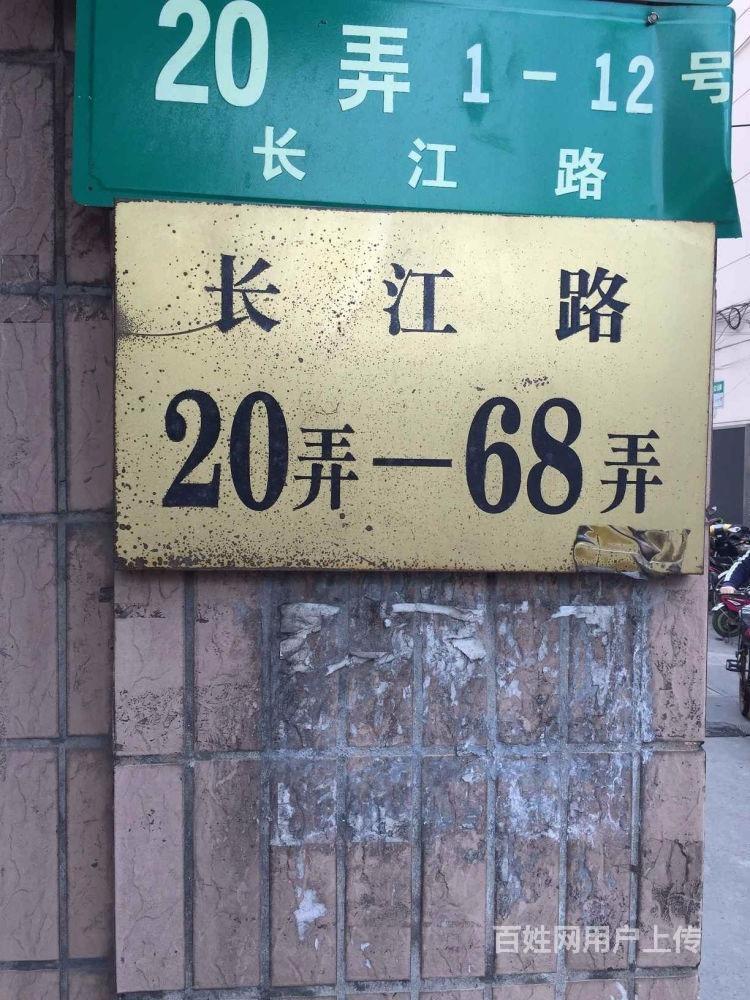 20 弄 1-12 号
长 江 路
长 江 路
20弄—68弄
百姓网用户上传